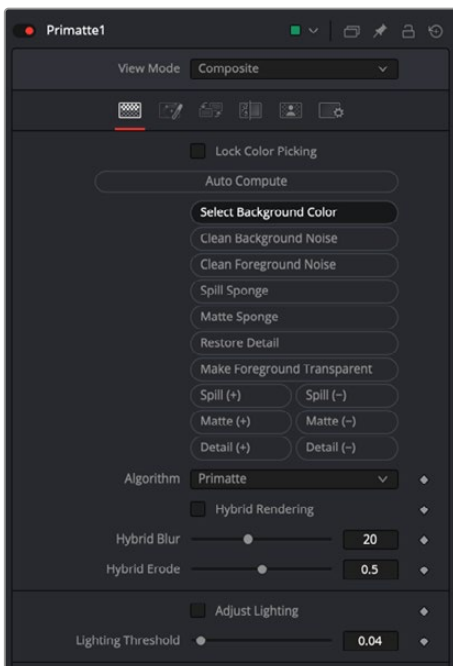 Primatte1
View Mode Composite
Lock Color Picking
Auto Compute
Select Background Color
Clean Background Noise
Clean Foreground Noise
Spill Sponge
Matte Sponge
Restore Detail
Make Foreground Transparent
Spill (+) Spill (−)
Matte (+) Matte (−)
Detail (+) Detail (−)
Algorithm Primatte
Hybrid Rendering
Hybrid Blur 20
Hybrid Erode 0.5
Adjust Lighting
Lighting Threshold 0.04